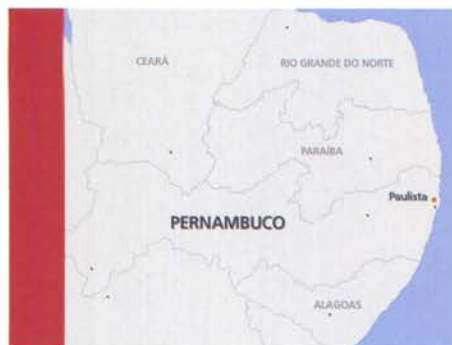 CEARÁ
RIO GRANDE DO NORTE
PARAÍBA
Paulista
PERNAMBUCO
ALAGOAS